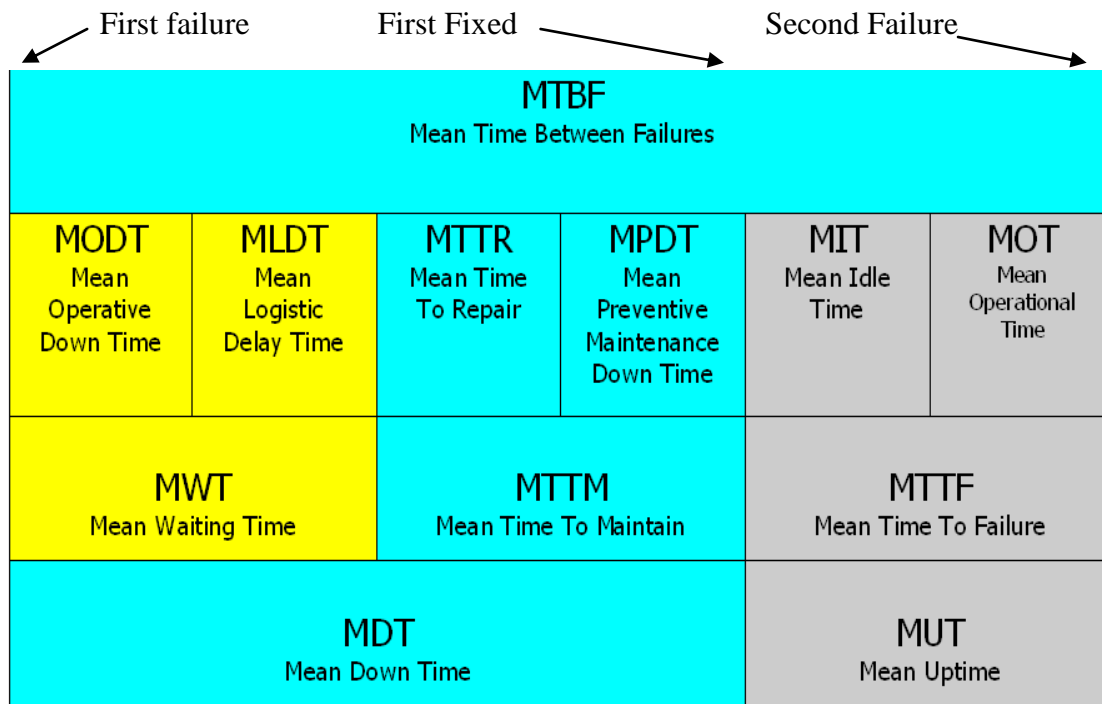 First failure First Fixed Second Failure
MTBF
Mean Time Between Failures
MODT
Mean
Operative
Down Time
MLDT
Mean
Logistic
Delay Time
MTTR
Mean Time
To Repair
MPDT
Mean
Preventive
Maintenance
Down Time
MIT
Mean Idle
Time
MOT
Mean
Operational
Time
MWT
Mean Waiting Time
MTTM
Mean Time To Maintain
MTTF
Mean Time To Failure
MDT
Mean Down Time
MUT
Mean Uptime